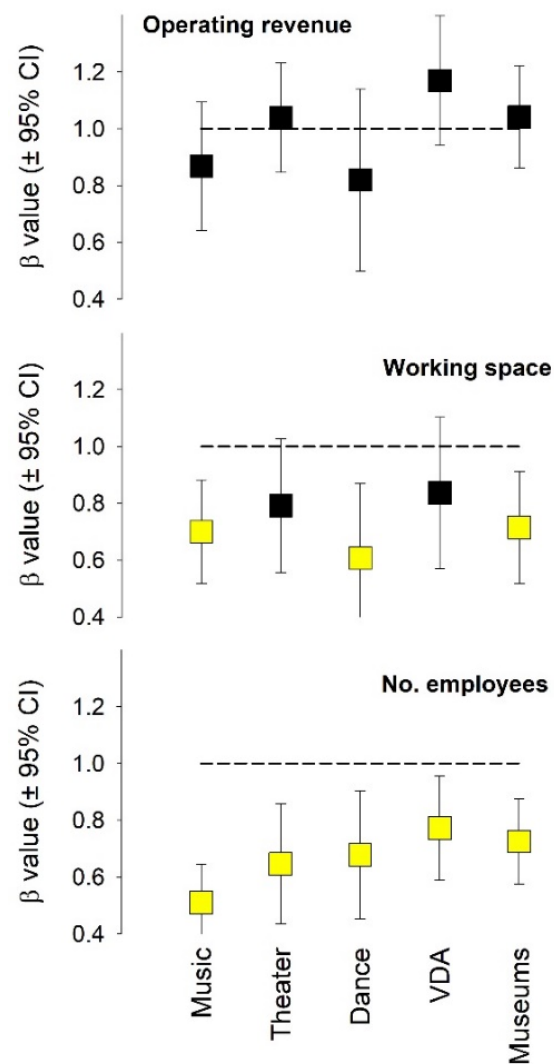 Operating revenue
β value (± 95% CI)
1.2
1.0
0.8
0.6
0.4
Working space
β value (± 95% CI)
1.2
1.0
0.8
0.6
0.4
No. employees
β value (± 95% CI)
1.2
1.0
0.8
0.6
0.4
Music
Theater
Dance
VDA
Museums